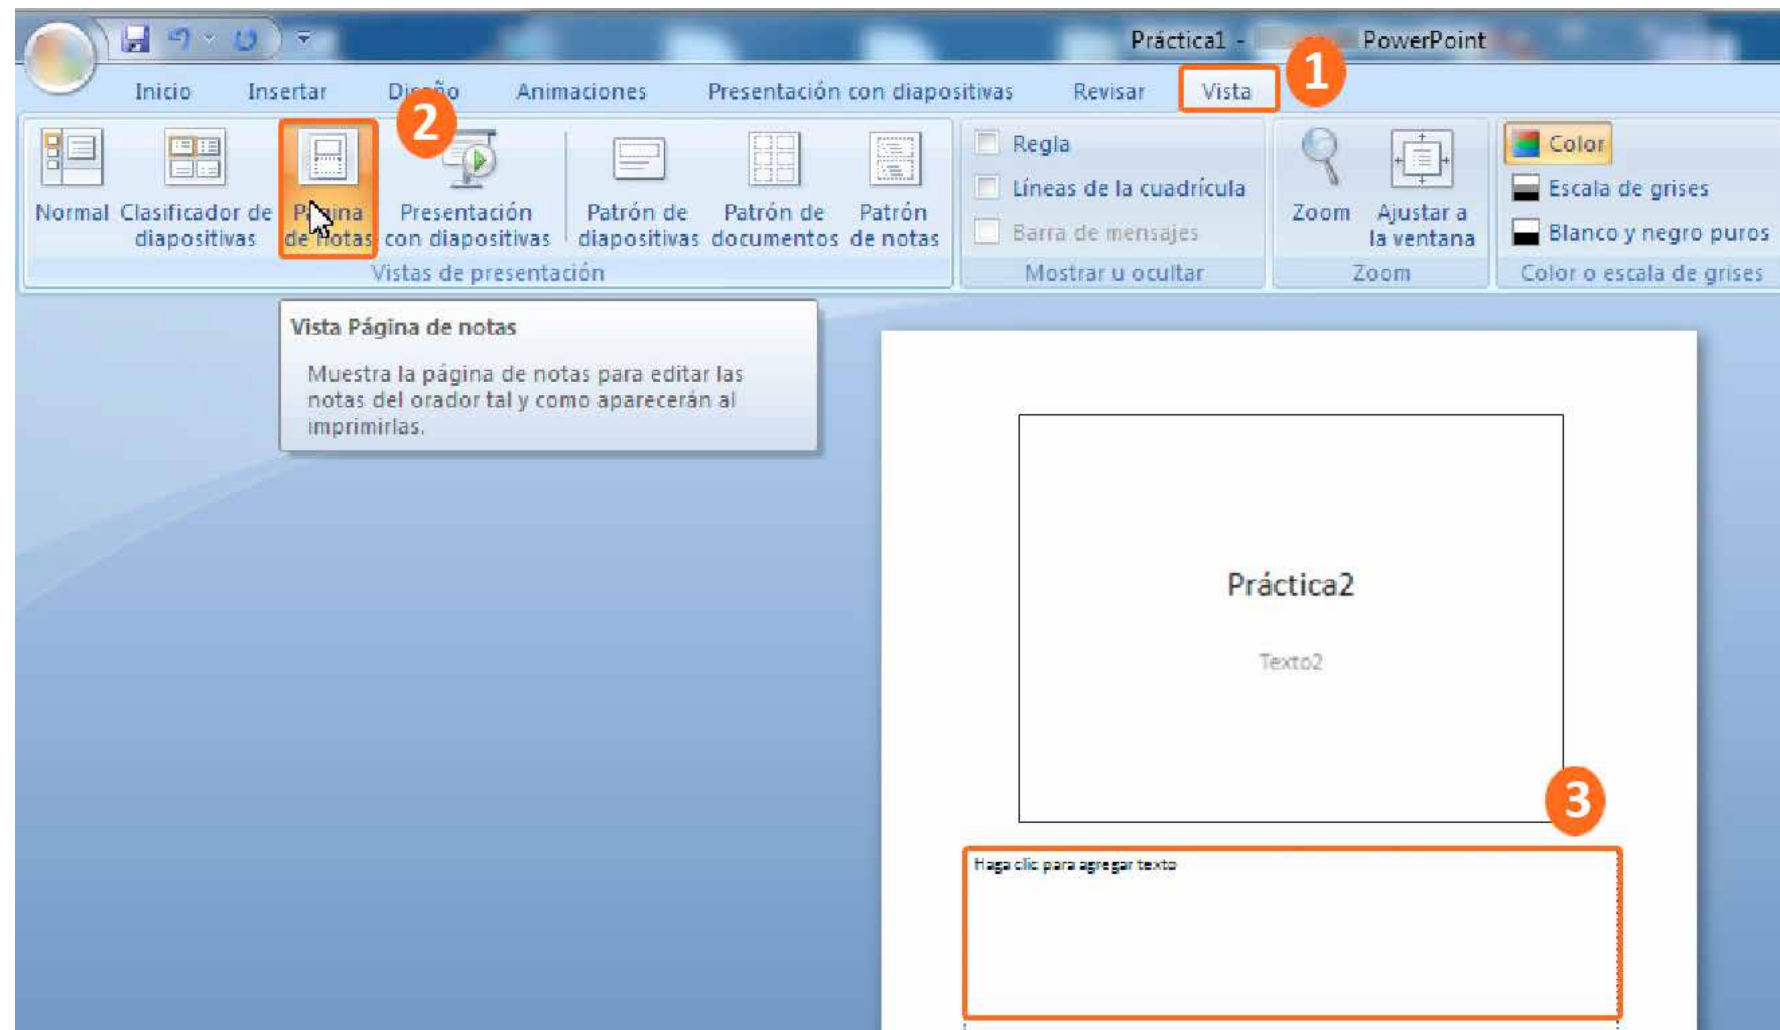 Práctica1 - PowerPoint
1
Inicio Insertar Diseño Animaciones Presentación con diapositivas Revisar Vista
2
Normal
Clasificador de
diapositivas
Página
de notas
Presentación
con diapositivas
Patrón de
diapositivas
Patrón de
documentos
Patrón
de notas
Vistas de presentación
Regla
Líneas de la cuadrícula
Barra de mensajes
Mostrar u ocultar
Zoom
Ajustar a
la ventana
Zoom
Color
Escala de grises
Blanco y negro puros
Color o escala de grises
Vista Página de notas
Muestra la página de notas para editar las
notas del orador tal y como aparecerán al
imprimirlas.
Práctica2
Texto2
3
Haga clic para agregar texto